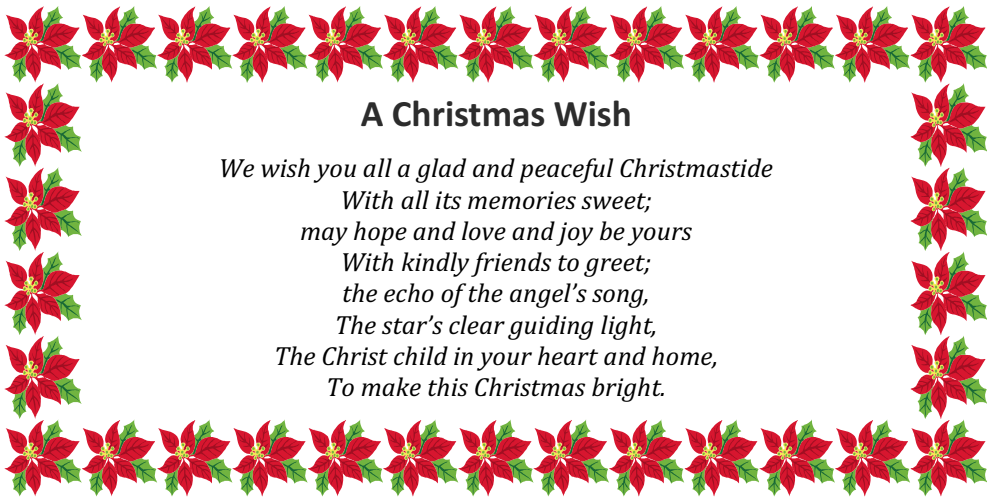 A Christmas Wish
We wish you all a glad and peaceful Christmastide
With all its memories sweet;
may hope and love and joy be yours
With kindly friends to greet;
the echo of the angel’s song,
The star’s clear guiding light,
The Christ child in your heart and home,
To make this Christmas bright.